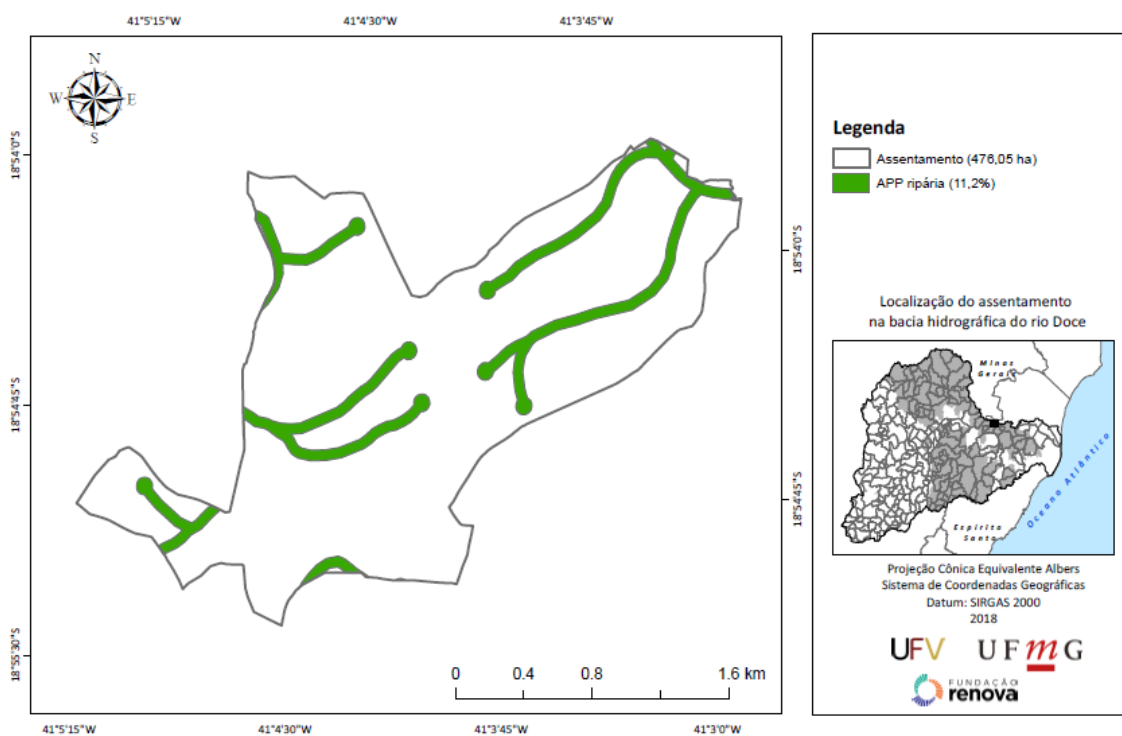 41°5'15"W
41°4'30"W
41°3'45"W
N
W
E
S
18°54'0"S
18°54'45"S
18°55'30"S
18°54'0"S
18°54'45"S
0
0.4
0.8
1.6 km
41°5'15"W
41°4'30"W
41°3'45"W
41°3'0"W
Legenda
Assentamento (476,05 ha)
APP ripária (11,2%)
Localização do assentamento
na bacia hidrográfica do rio Doce
Minas
Gerais
Oceano Atlântico
Espírito
Santo
Projeção Cônica Equivalente Albers
Sistema de Coordenadas Geográficas
Datum: SIRGAS 2000
2018
UFV
UFmG
FUNDAÇÃO
renova